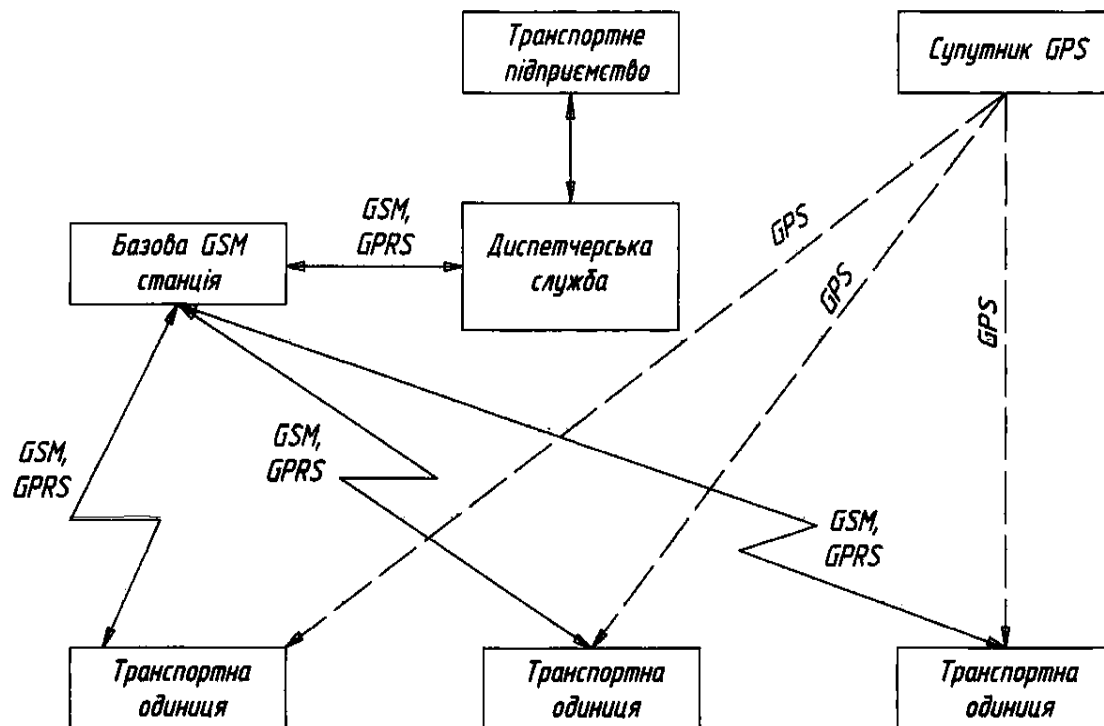 Транспортне
підприємство
Супутник GPS
GSM,
GPRS
Базова GSM
станція
Диспетчерська
служба
GPS
GPS
GPS
GSM,
GPRS
GSM,
GPRS
GSM,
GPRS
Транспортна
одиниця
Транспортна
одиниця
Транспортна
одиниця